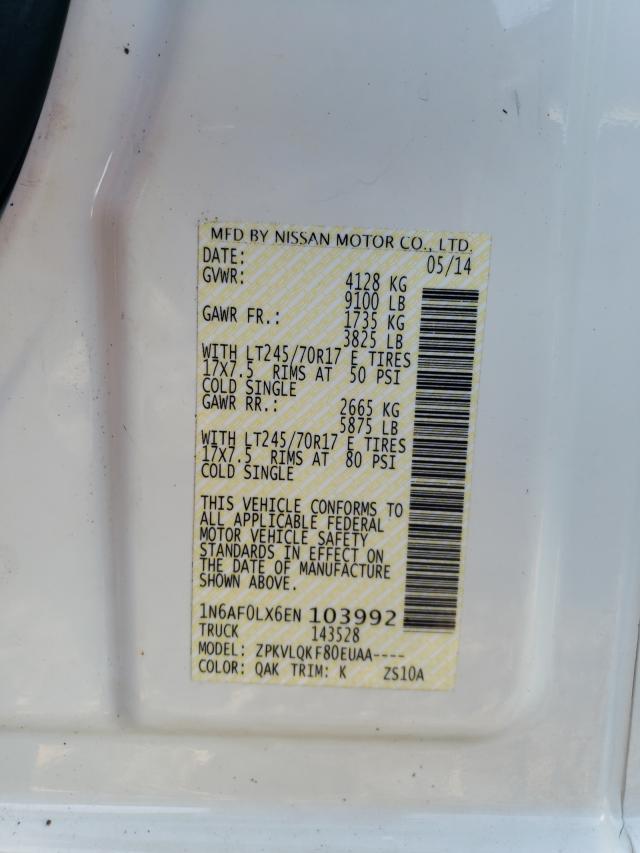 MFD BY NISSAN MOTOR CO., LTD.
DATE: 05/14
GVWR: 4128 KG
9100 LB
GAWR FR.: 1735 KG
3825 LB
WITH LT245/70R17 E TIRES
17X7.5 RIMS AT 50 PSI
COLD SINGLE
GAWR RR.: 2665 KG
5875 LB
WITH LT245/70R17 E TIRES
17X7.5 RIMS AT 80 PSI
COLD SINGLE
THIS VEHICLE CONFORMS TO
ALL APPLICABLE FEDERAL
MOTOR VEHICLE SAFETY
STANDARDS IN EFFECT ON
THE DATE OF MANUFACTURE
SHOWN ABOVE.
1N6AF0LX6EN 103992
TRUCK 143528
MODEL: ZPKVLQKF80EUAA----
COLOR: QAK TRIM: K ZS10A